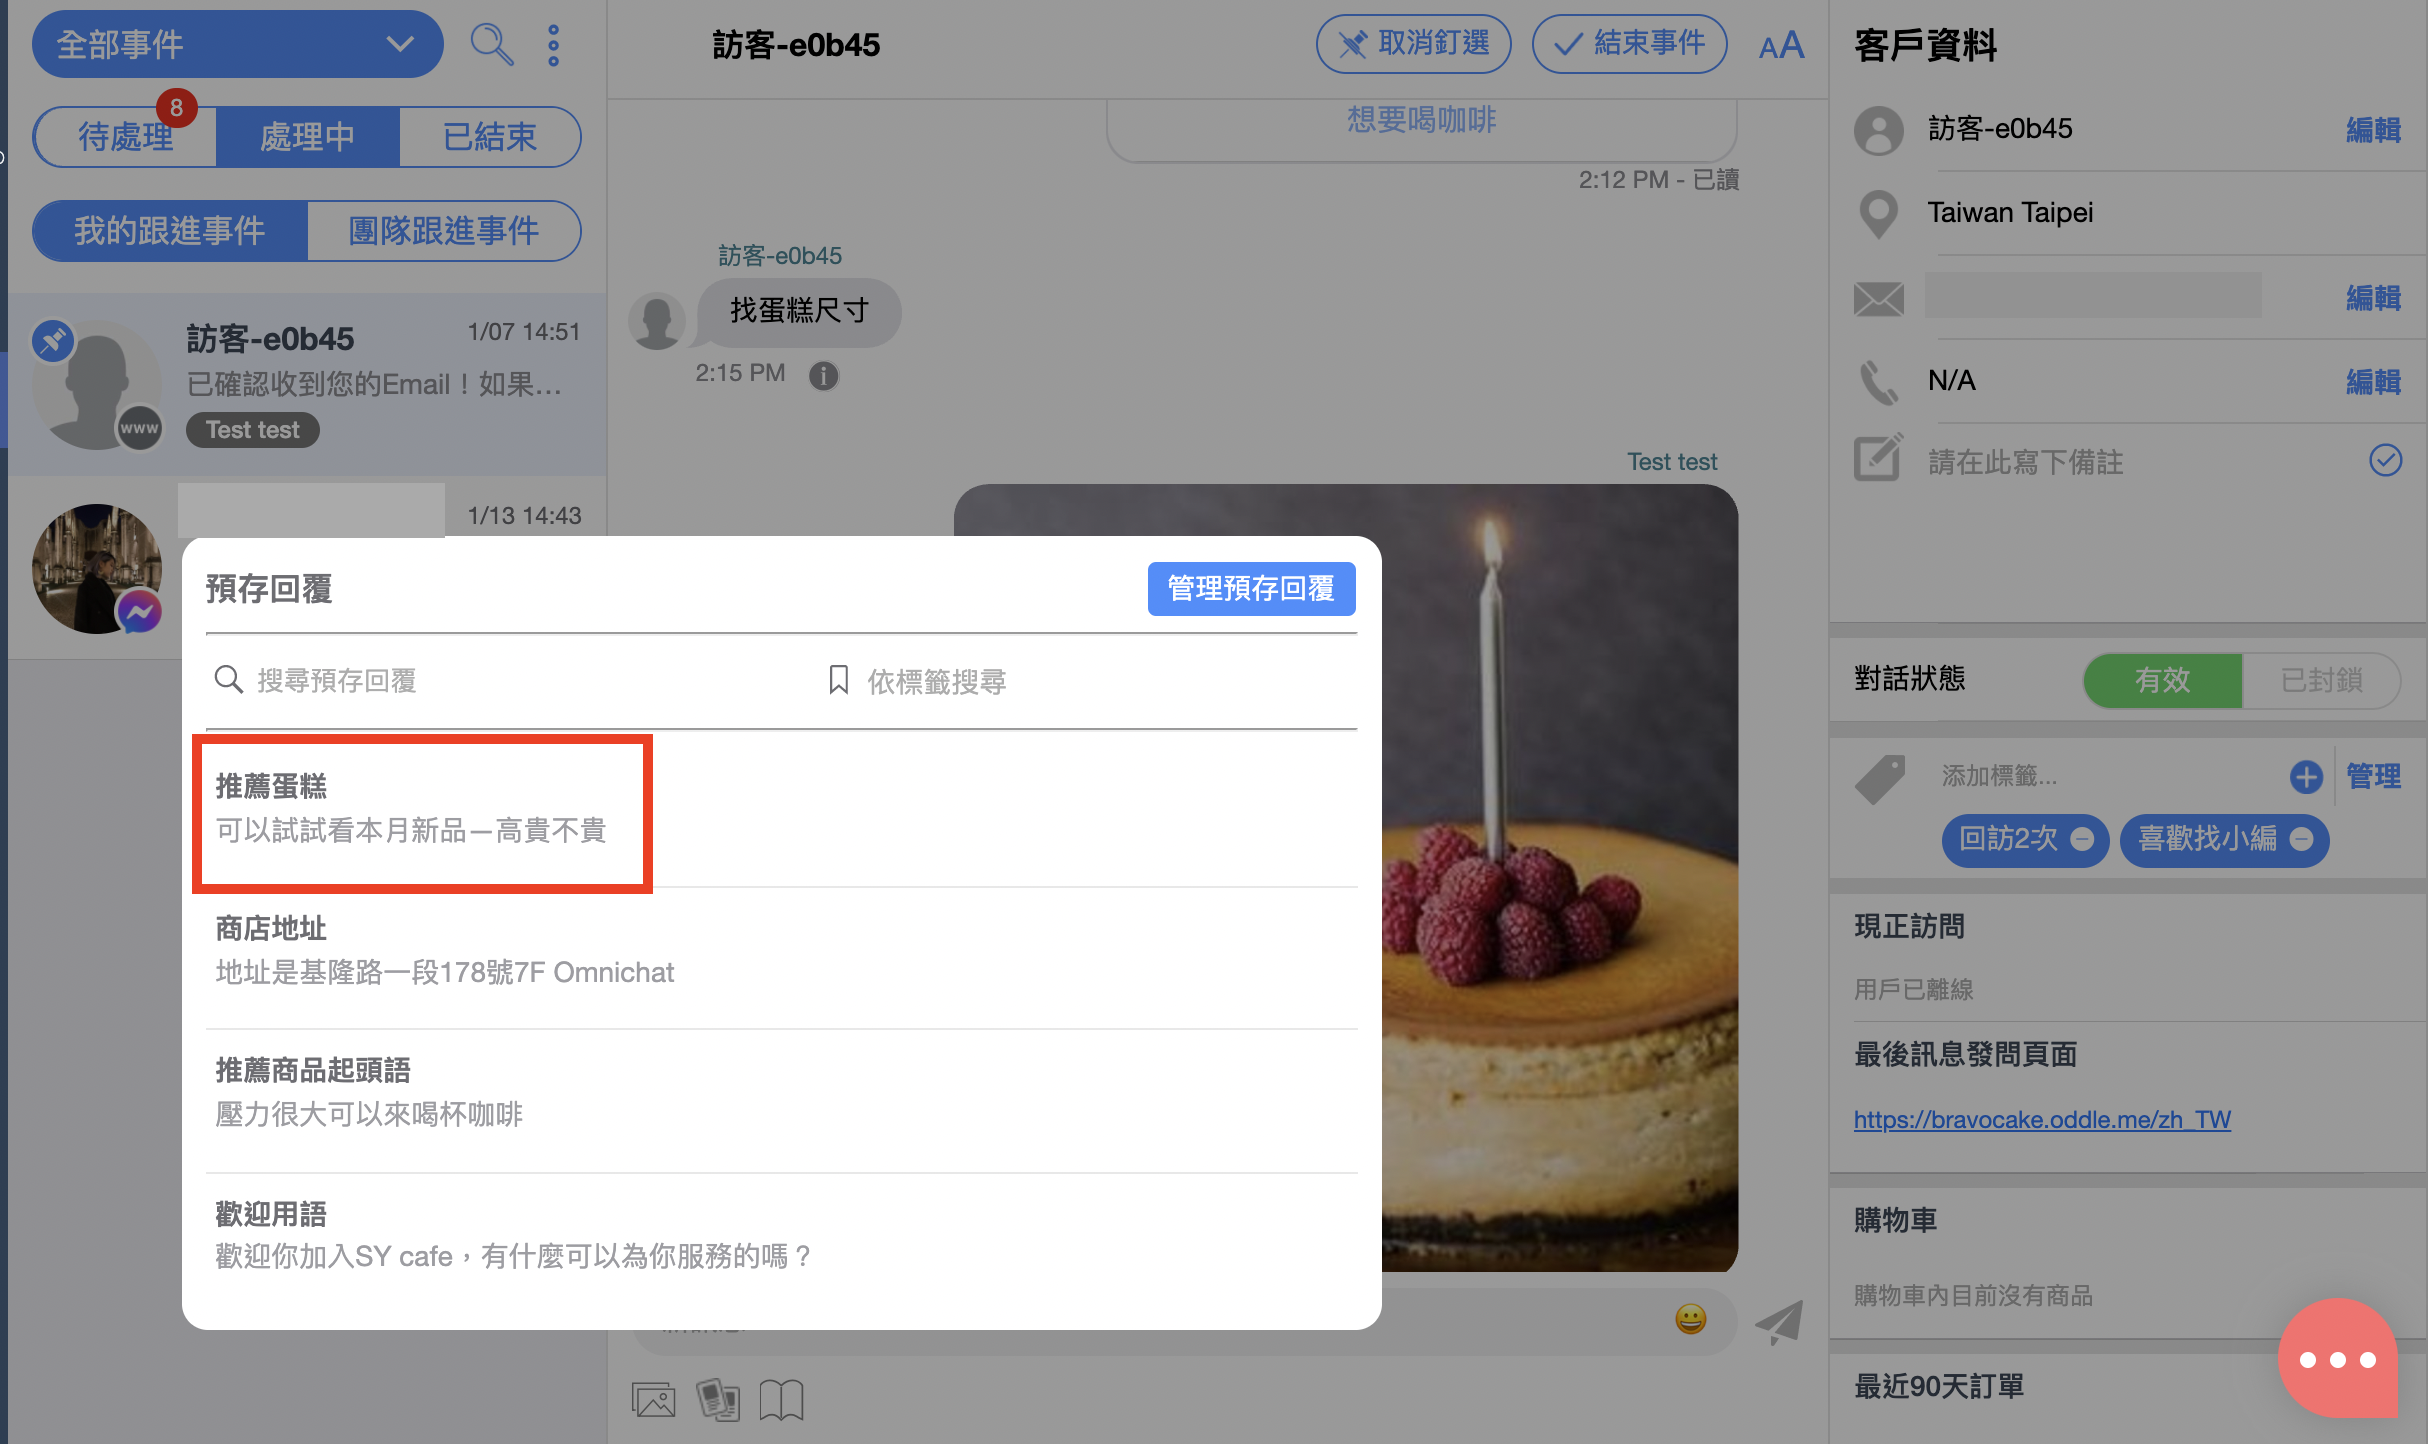 全部事件
待處理
8
處理中
已結束
我的跟進事件
團隊跟進事件
訪客-e0b45
1/07 14:51
已確認收到您的Email！如果...
www
Test test
1/13 14:43
訪客-e0b45
取消釘選
結束事件
AA
想要喝咖啡
2:12 PM - 已讀
訪客-e0b45
找蛋糕尺寸
2:15 PM
Test test
預存回覆
管理預存回覆
搜尋預存回覆
依標籤搜尋
推薦蛋糕
可以試試看本月新品—高貴不貴
商店地址
地址是基隆路一段178號7F Omnichat
推薦商品起頭語
壓力很大可以來喝杯咖啡
歡迎用語
歡迎你加入SY cafe，有什麼可以為你服務的嗎？
客戶資料
訪客-e0b45
編輯
Taiwan Taipei
編輯
N/A
編輯
請在此寫下備註
對話狀態
有效
已封鎖
添加標籤...
管理
回訪2次
喜歡找小編
現正訪問
用戶已離線
最後訊息發問頁面
https://bravocake.oddle.me/zh_TW
購物車
購物車內目前沒有商品
最近90天訂單